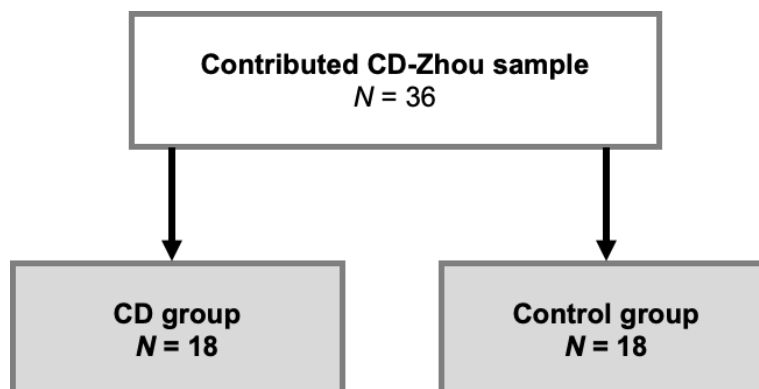 Contributed CD-Zhou sample
N = 36
CD group
N = 18
Control group
N = 18